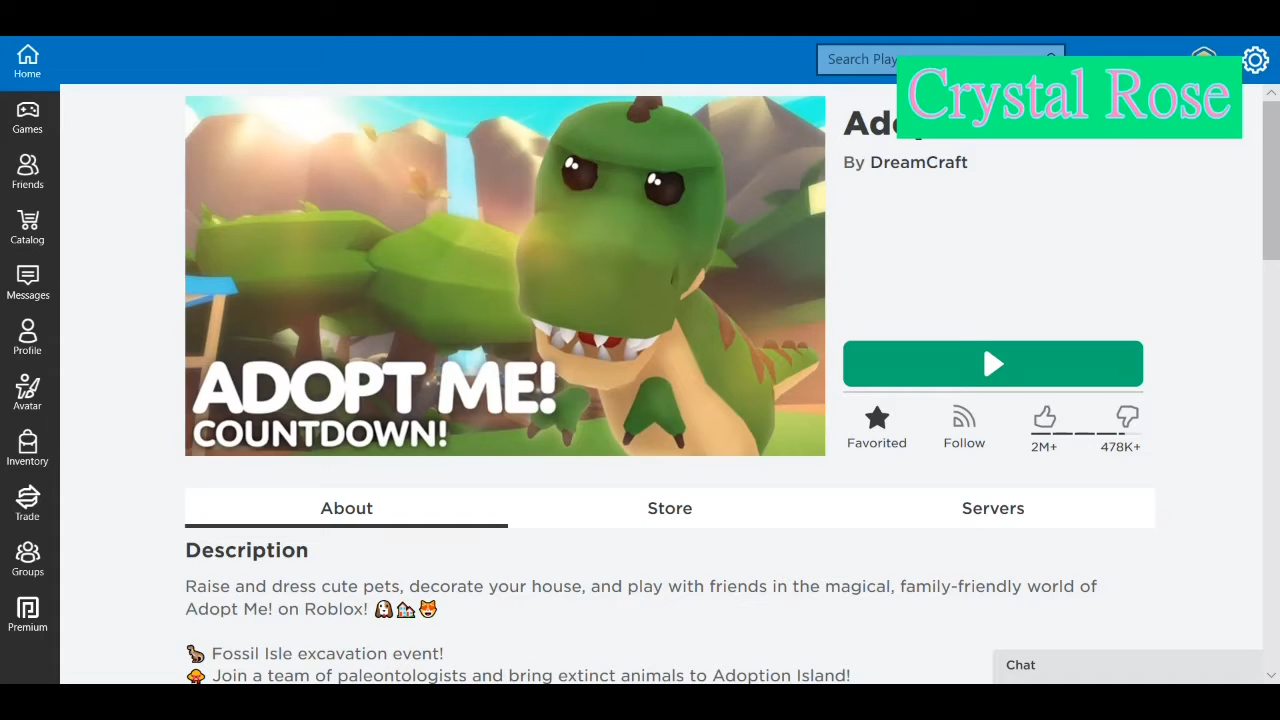 Home
Search Play
Crystal Rose
Games
Friends
Catalog
Messages
Profile
Avatar
Inventory
Trade
Groups
Premium
ADOPT ME!
COUNTDOWN!
By DreamCraft
Favorited
Follow
2M+
478K+
About
Store
Servers
Description
Raise and dress cute pets, decorate your house, and play with friends in the magical, family-friendly world of
Adopt Me! on Roblox! 🐶🏡😻
🦖 Fossil Isle excavation event!
Join a team of paleontologists and bring extinct animals to Adoption Island!
Chat